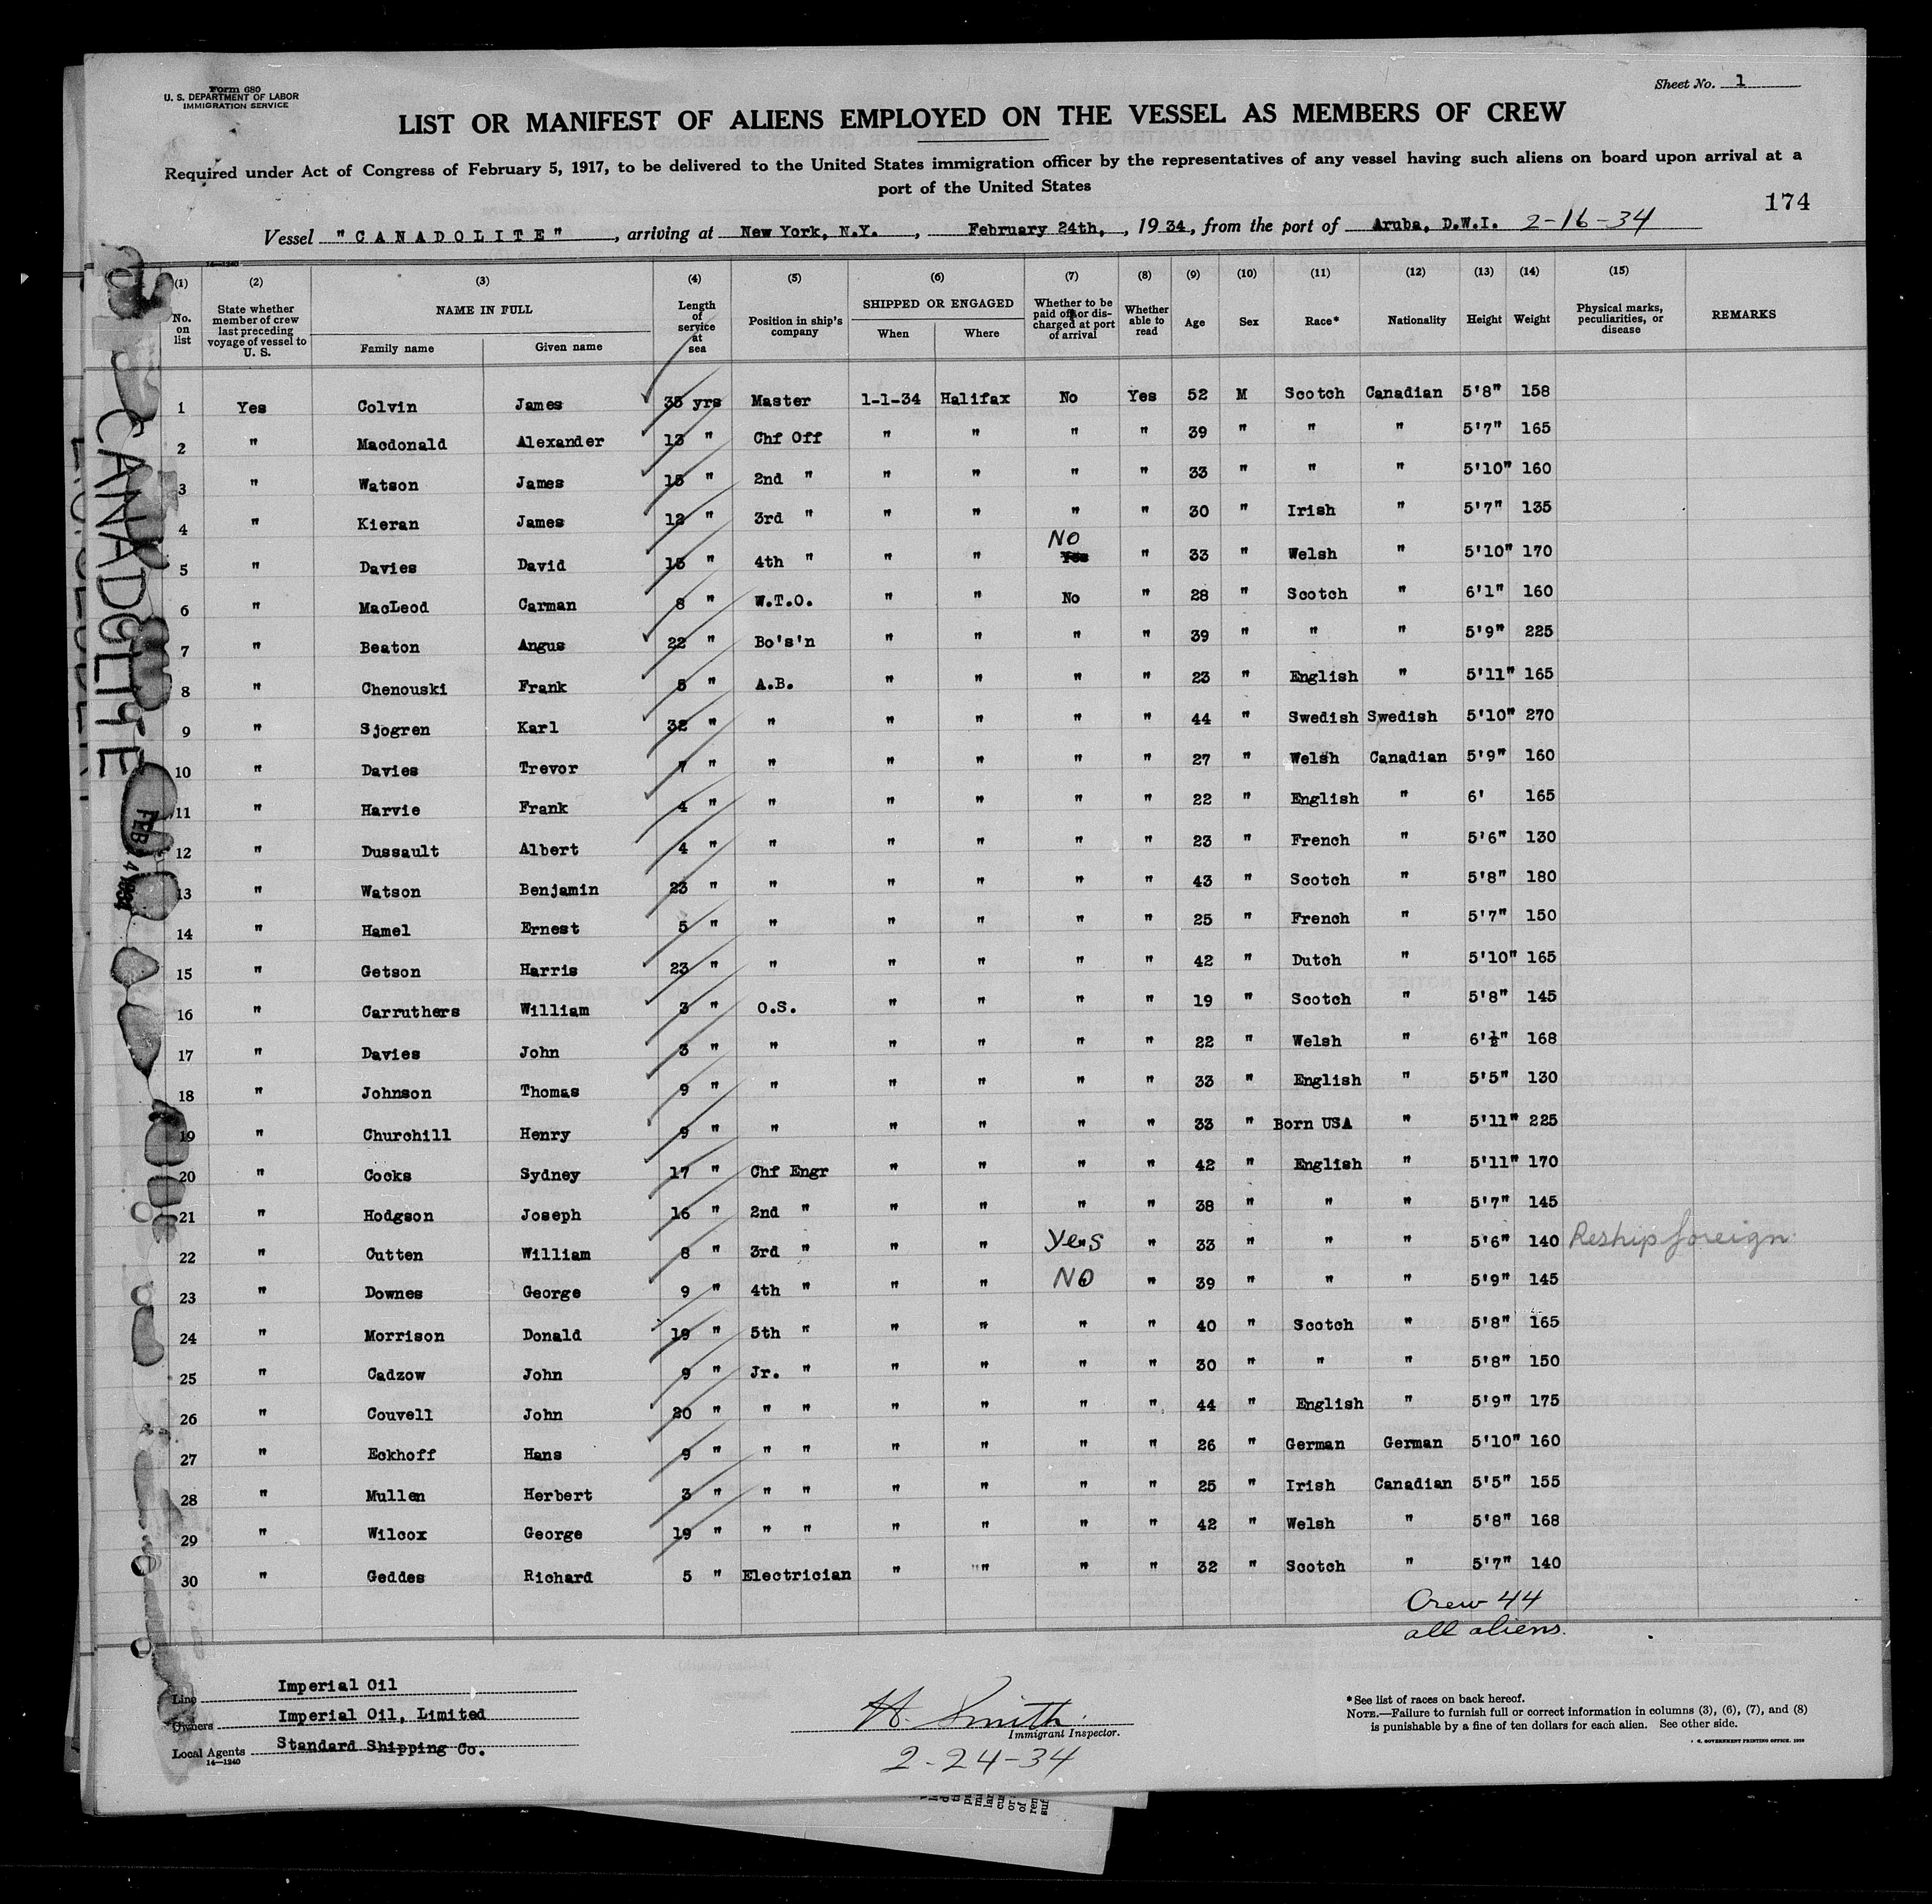 Form 680
U. S. DEPARTMENT OF LABOR
IMMIGRATION SERVICE
Sheet No. 1
LIST OR MANIFEST OF ALIENS EMPLOYED ON THE VESSEL AS MEMBERS OF CREW
Required under Act of Congress of February 5, 1917, to be delivered to the United States immigration officer by the representatives of any vessel having such aliens on board upon arrival at a
port of the United States
174
Vessel "CANADOLITE", arriving at New York, N.Y., February 24th, 1934, from the port of Aruba, D.W.I. 2-16-34
14—1240
(1) No. on list (2) State whether member of crew last preceding voyage of vessel to U. S. (3) NAME IN FULL Family name Given name (4) Length of service at sea (5) Position in ship's company (6) SHIPPED OR ENGAGED When Where (7) Whether to be paid off or discharged at port of arrival (8) Whether able to read (9) Age (10) Sex (11) Race* (12) Nationality (13) Height (14) Weight (15) Physical marks, peculiarities, or disease REMARKS
1 Yes Colvin James 35 yrs Master 1-1-34 Halifax No Yes 52 M Scotch Canadian 5'8" 158
2 " Macdonald Alexander 13 " Chf Off " " " " 39 " " " 5'7" 165
3 " Watson James 15 " 2nd " " " " " 33 " " " 5'10" 160
4 " Kieran James 12 " 3rd " " " " " 30 " Irish " 5'7" 135
5 " Davies David 15 " 4th " " " No Yes " 33 " Welsh " 5'10" 170
6 " MacLeod Carman 8 " W.T.O. " " No " 28 " Scotch " 6'1" 160
7 " Beaton Angus 22 " Bo's'n " " " " 39 " " " 5'9" 225
8 " Chenouski Frank 5 " A.B. " " " " 23 " English " 5'11" 165
9 " Sjogren Karl 32 " " " " " " 44 " Swedish Swedish 5'10" 270
10 " Davies Trevor 7 " " " " " " 27 " Welsh Canadian 5'9" 160
11 " Harvie Frank 4 " " " " " " 22 " English " 6' 165
12 " Dussault Albert 4 " " " " " " 23 " French " 5'6" 130
13 " Watson Benjamin 23 " " " " " " 43 " Scotch " 5'8" 180
14 " Hamel Ernest 5 " " " " " " 25 " French " 5'7" 150
15 " Getson Harris 23 " " " " " " 42 " Dutch " 5'10" 165
16 " Carruthers William 3 " O.S. " " " " 19 " Scotch " 5'8" 145
17 " Davies John 3 " " " " " " 22 " Welsh " 6'½" 168
18 " Johnson Thomas 9 " " " " " " 33 " English " 5'5" 130
19 " Churchill Henry 9 " " " " " " 33 " Born USA " 5'11" 225
20 " Cocks Sydney 17 " Chf Engr " " " " 42 " English " 5'11" 170
21 " Hodgson Joseph 16 " 2nd " " " " " 38 " " " 5'7" 145
22 " Cutten William 8 " 3rd " " " Yes " 33 " " " 5'6" 140 Reship foreign
23 " Downes George 9 " 4th " " " No " 39 " " " 5'9" 145
24 " Morrison Donald 19 " 5th " " " " " 40 " Scotch " 5'8" 165
25 " Cadzow John 9 " Jr. " " " " " 30 " " " 5'8" 150
26 " Couvell John 20 " " " " " " " 44 " English " 5'9" 175
27 " Eckhoff Hans 9 " " " " " " " 26 " German German 5'10" 160
28 " Mullen Herbert 3 " " " " " " " 25 " Irish Canadian 5'5" 155
29 " Wilcox George 19 " " " " " " " 42 " Welsh " 5'8" 168
30 " Geddes Richard 5 " Electrician " " " " 32 " Scotch " 5'7" 140
Crew 44
all aliens.
CANADOLITE
Line Imperial Oil
Owners Imperial Oil, Limited
Local Agents Standard Shipping Co.
14—1240
H. Smith
Immigrant Inspector.
2-24-34
*See list of races on back hereof.
NOTE.—Failure to furnish full or correct information in columns (3), (6), (7), and (8)
is punishable by a fine of ten dollars for each alien. See other side.